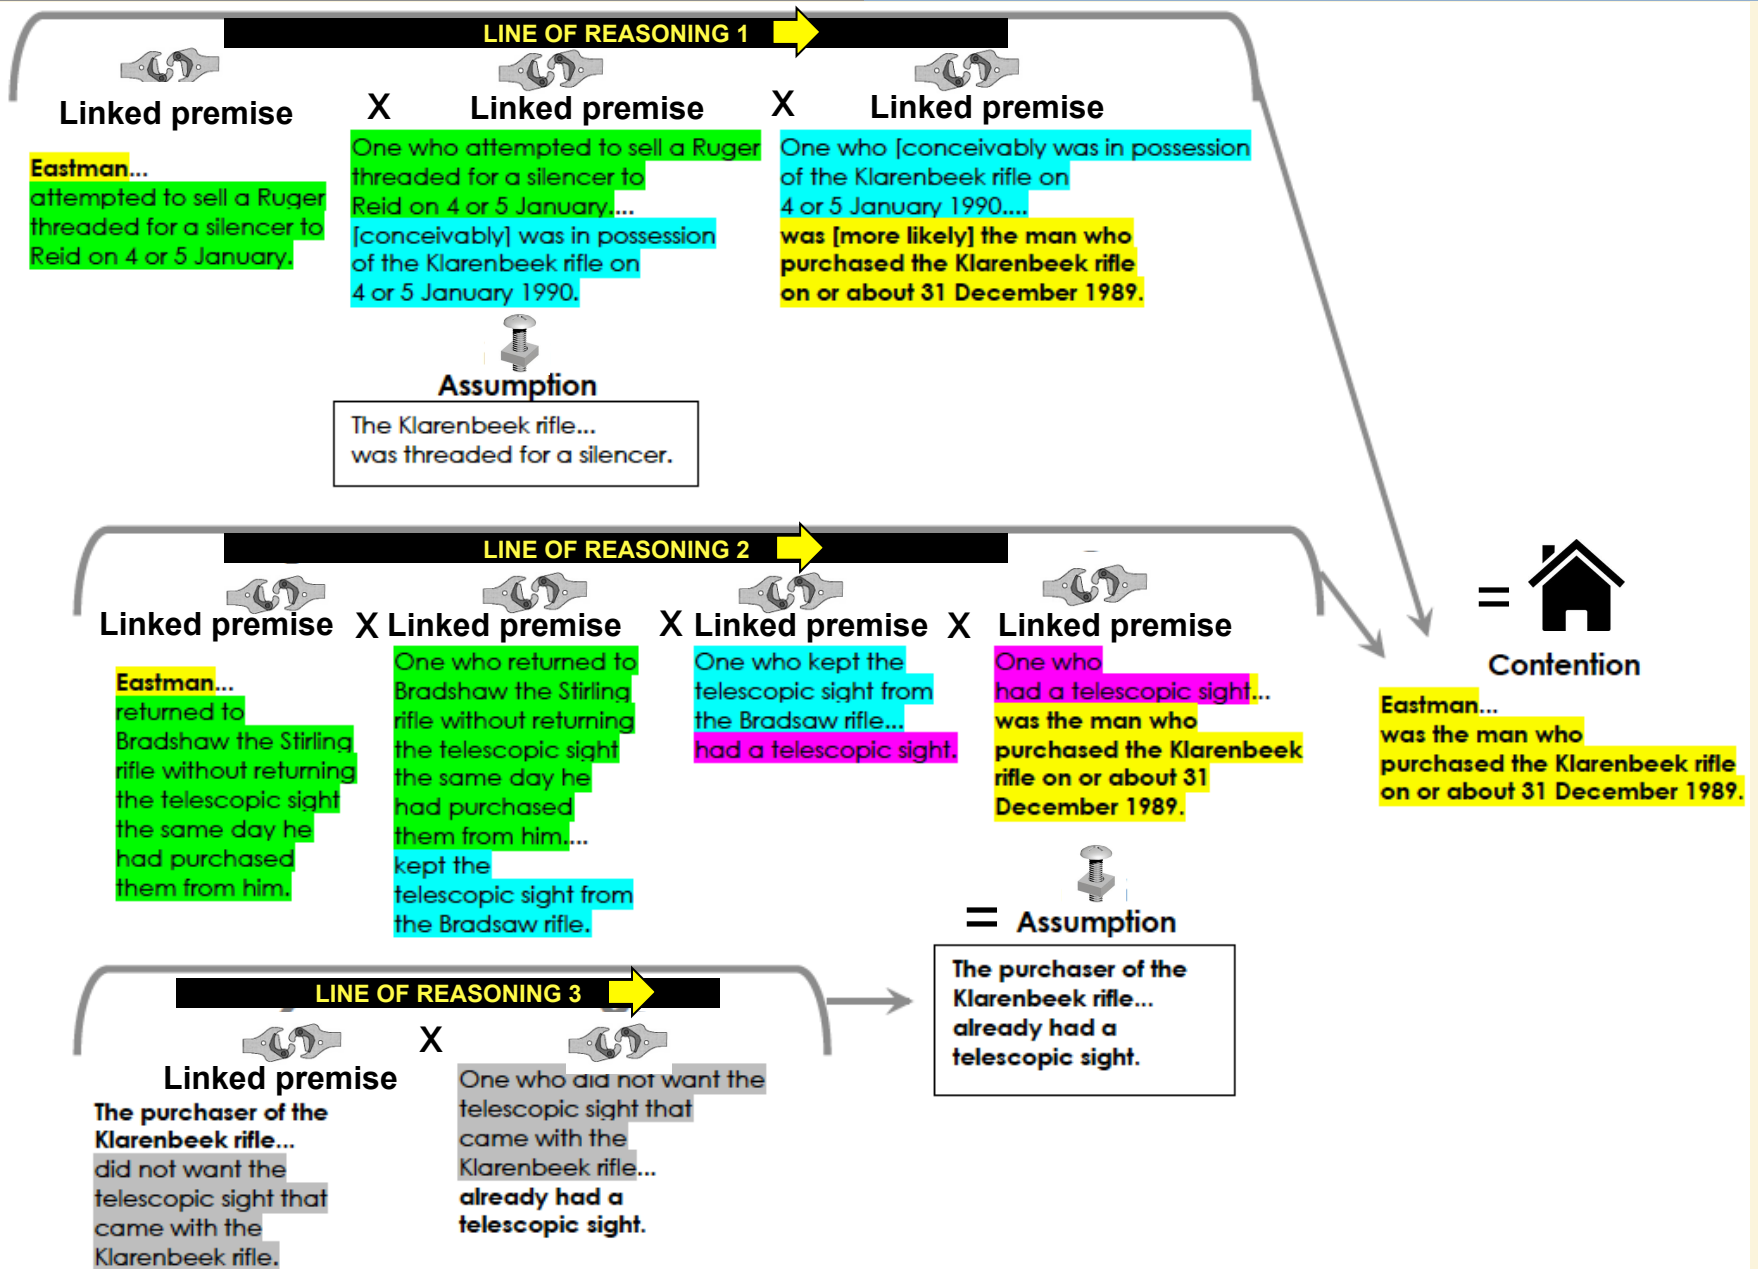 LINE OF REASONING 1
Linked premise
X
Linked premise
X
Linked premise
Eastman...
attempted to sell a Ruger
threaded for a silencer to
Reid on 4 or 5 January.
One who attempted to sell a Ruger
threaded for a silencer to
Reid on 4 or 5 January....
[conceivably] was in possession
of the Klarenbeek rifle on
4 or 5 January 1990.
One who [conceivably was in possession
of the Klarenbeek rifle on
4 or 5 January 1990....
was [more likely] the man who
purchased the Klarenbeek rifle
on or about 31 December 1989.
Assumption
The Klarenbeek rifle...
was threaded for a silencer.
LINE OF REASONING 2
Linked premise
X
Linked premise
X
Linked premise
X
Linked premise
Eastman...
returned to
Bradshaw the Stirling
rifle without returning
the telescopic sight
the same day he
had purchased
them from him.
One who returned to
Bradshaw the Stirling
rifle without returning
the telescopic sight
the same day he
had purchased
them from him....
kept the
telescopic sight from
the Bradsaw rifle.
One who kept the
telescopic sight from
the Bradsaw rifle...
had a telescopic sight.
One who
had a telescopic sight...
was the man who
purchased the Klarenbeek
rifle on or about 31
December 1989.
=
Contention
Eastman...
was the man who
purchased the Klarenbeek rifle
on or about 31 December 1989.
= Assumption
The purchaser of the
Klarenbeek rifle...
already had a
telescopic sight.
LINE OF REASONING 3
Linked premise
X
The purchaser of the
Klarenbeek rifle...
did not want the
telescopic sight that
came with the
Klarenbeek rifle.
One who did not want the
telescopic sight that
came with the
Klarenbeek rifle...
already had a
telescopic sight.